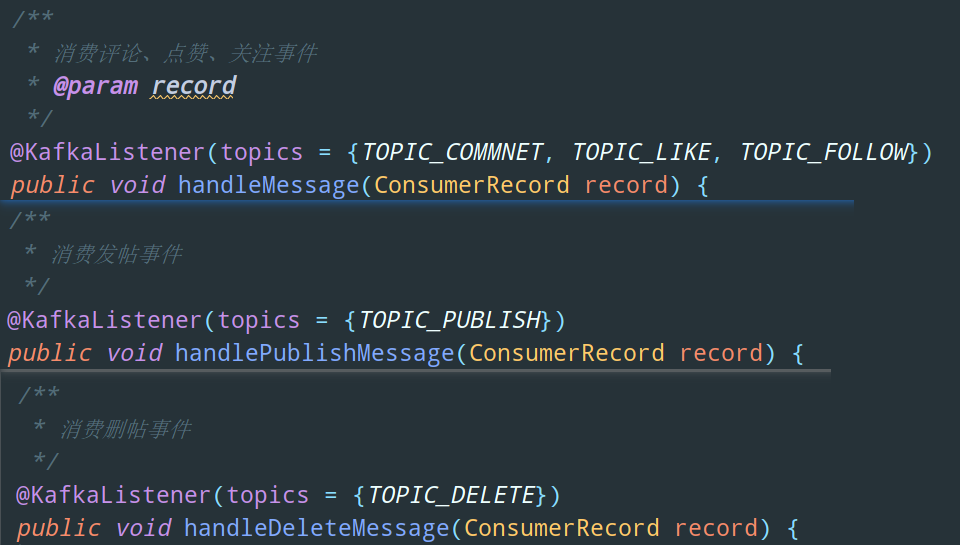 /**
 * 消费评论、点赞、关注事件
 * @param record
 */
@KafkaListener(topics = {TOPIC_COMMNET, TOPIC_LIKE, TOPIC_FOLLOW})
public void handleMessage(ConsumerRecord record) {
/**
 * 消费发帖事件
 */
@KafkaListener(topics = {TOPIC_PUBLISH})
public void handlePublishMessage(ConsumerRecord record) {
/**
 * 消费删帖事件
 */
@KafkaListener(topics = {TOPIC_DELETE})
public void handleDeleteMessage(ConsumerRecord record) {